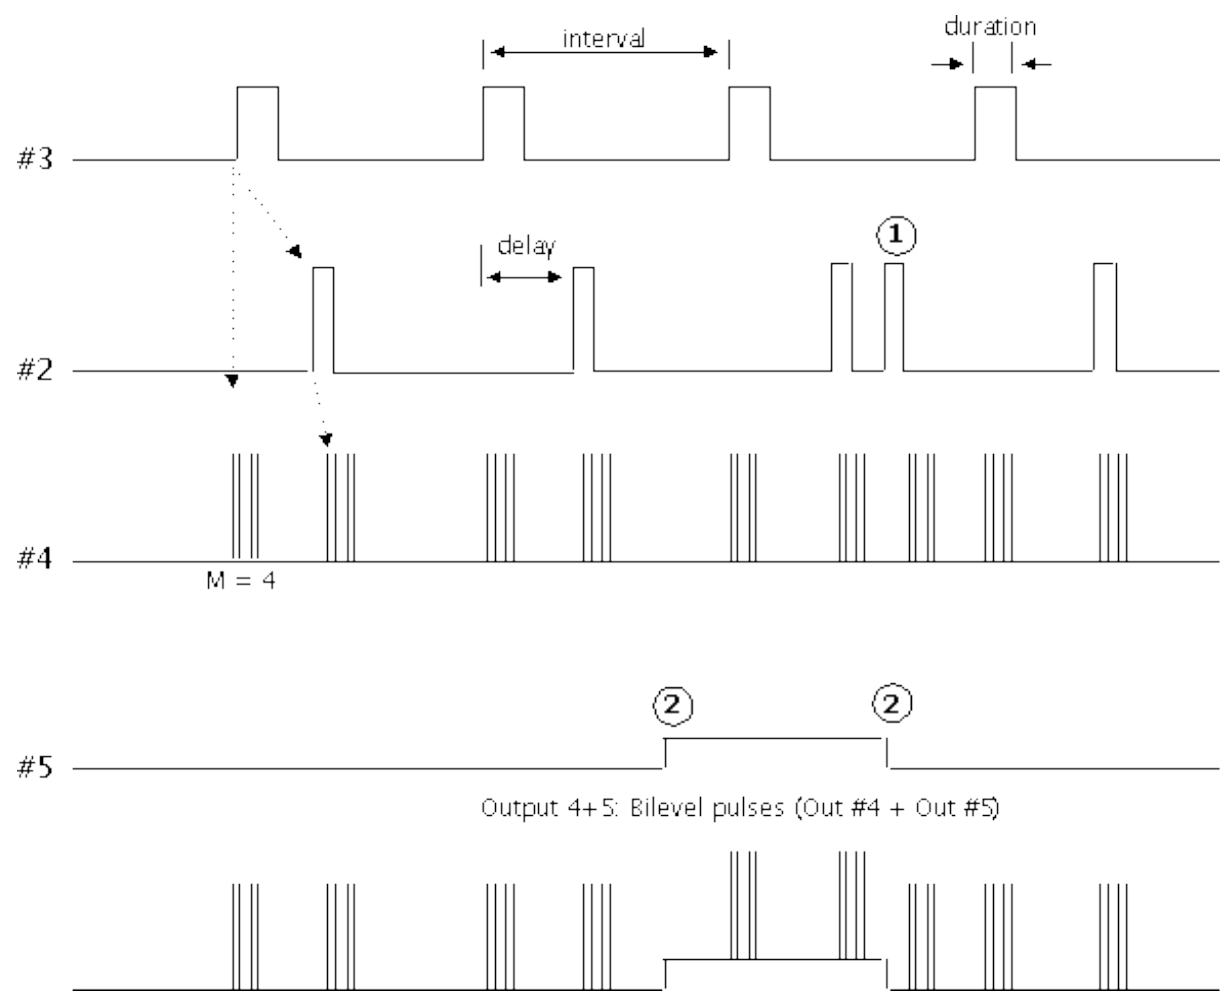 duration
interval
#3
1
delay
#2
#4
M = 4
2 2
#5
Output 4+5: Bilevel pulses (Out #4 + Out #5)